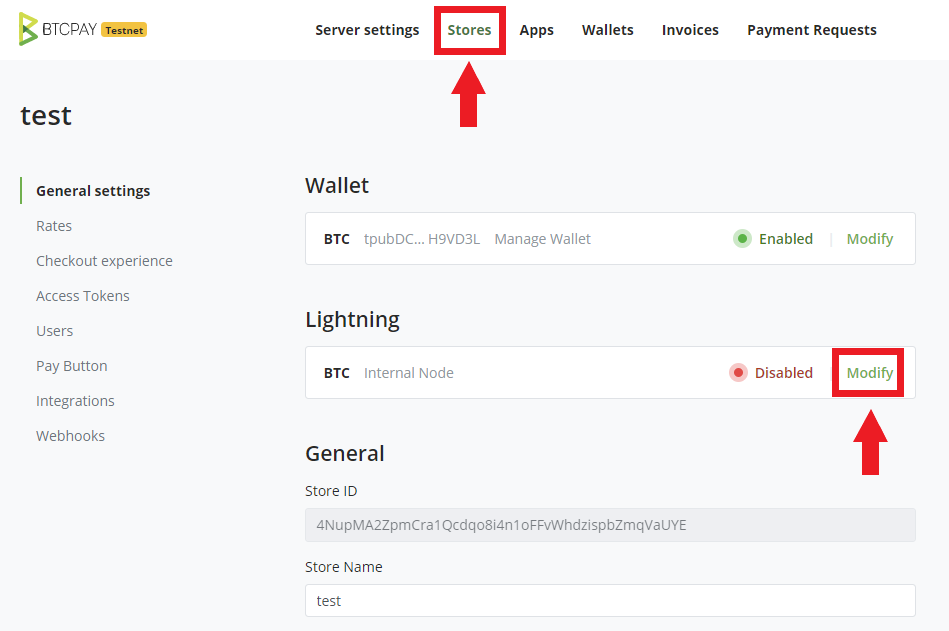 BTCPAY Testnet Server settings Stores Apps Wallets Invoices Payment Requests
test
General settings
Rates
Checkout experience
Access Tokens
Users
Pay Button
Integrations
Webhooks
Wallet
BTC tpubDC... H9VD3L Manage Wallet Enabled | Modify
Lightning
BTC Internal Node Disabled Modify
General
Store ID
4NupMA2ZpmCra1Qcdqo8i4n1oFFvWhdzispbZmqVaUYE
Store Name
test